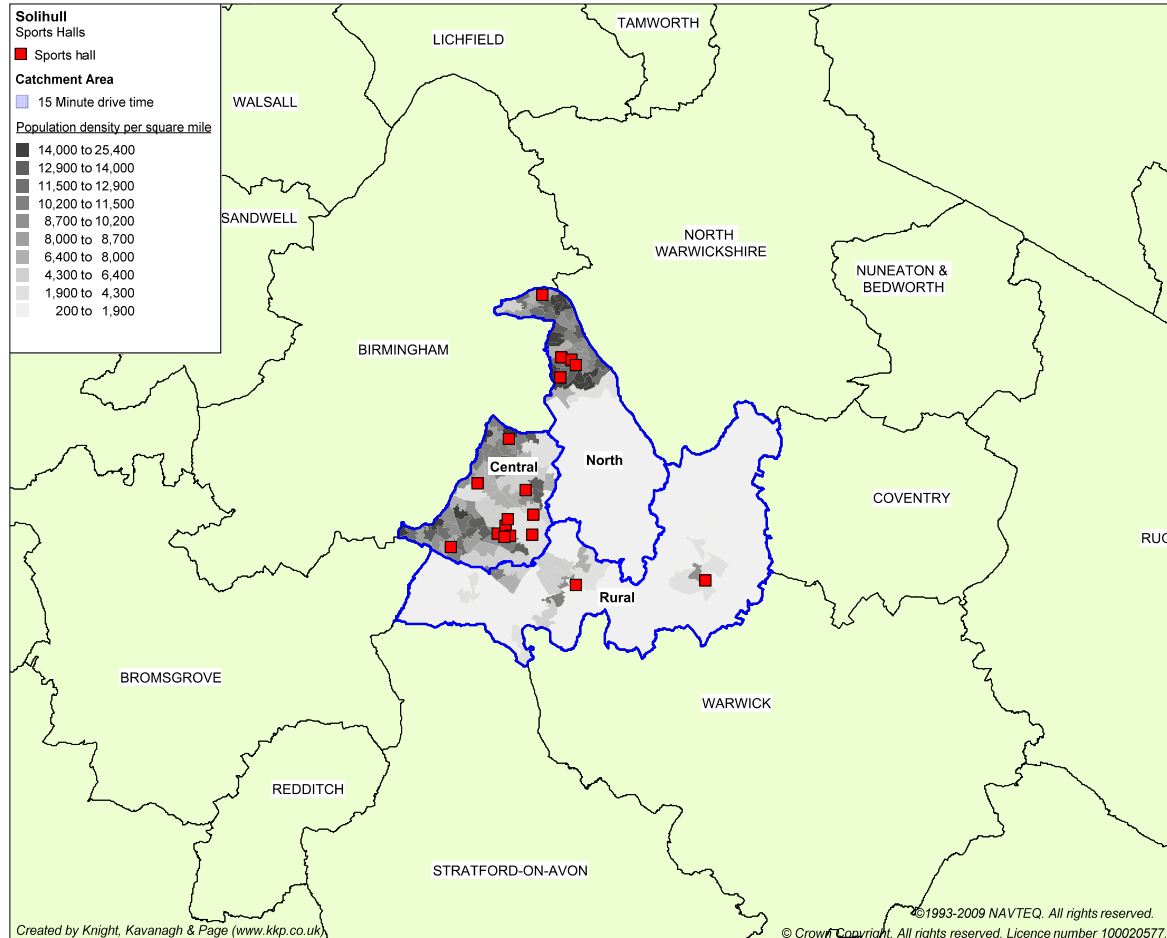 Solihull
Sports Halls
Sports hall
Catchment Area
15 Minute drive time
Population density per square mile
14,000 to 25,400
12,900 to 14,000
11,500 to 12,900
10,200 to 11,500
8,700 to 10,200
8,000 to 8,700
6,400 to 8,000
4,300 to 6,400
1,900 to 4,300
200 to 1,900
TAMWORTH
LICHFIELD
WALSALL
SANDWELL
NORTH
WARWICKSHIRE
NUNEATON &
BEDWORTH
BIRMINGHAM
North
Central
COVENTRY
RUG
Rural
BROMSGROVE
WARWICK
REDDITCH
STRATFORD-ON-AVON
©1993-2009 NAVTEQ. All rights reserved.
Created by Knight, Kavanagh & Page (www.kkp.co.uk)
© Crown Copyright. All rights reserved. Licence number 100020577.